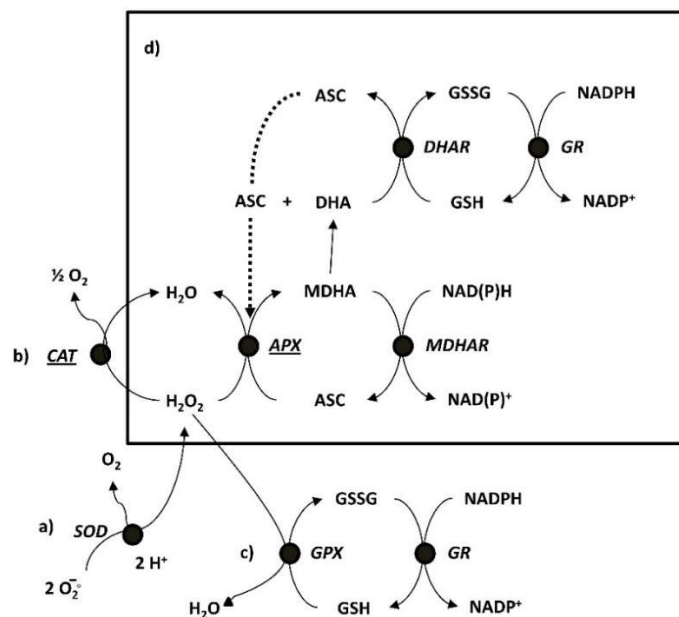 d)
ASC GSSG NADPH
DHAR GR
ASC + DHA GSH NADP⁺
½ O₂
H₂O MDHA NAD(P)H
b) CAT APX MDHAR
H₂O₂ ASC NAD(P)⁺
O₂
GSSG NADPH
a) SOD
2 H⁺ c) GPX GR
2 O₂⁻·
H₂O GSH NADP⁺